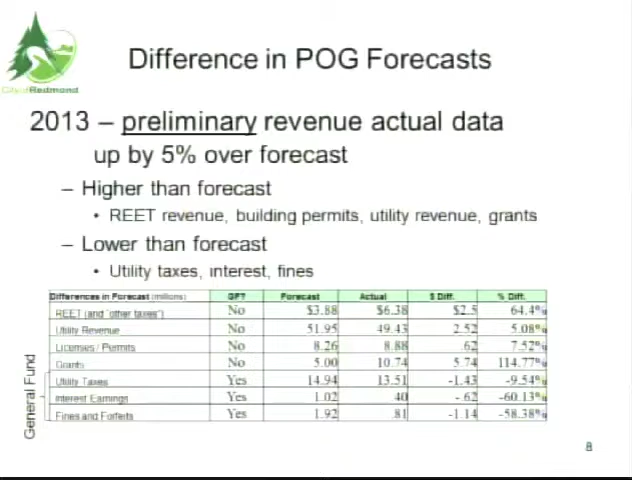 City of Redmond
Difference in POG Forecasts
2013 – preliminary revenue actual data
up by 5% over forecast
– Higher than forecast
• REET revenue, building permits, utility revenue, grants
– Lower than forecast
• Utility taxes, interest, fines
Differences in Forecast (millions) GPT Forecast Actual $ Diff. % Diff.
REET (and "other taxes") No $3.88 $6.38 $2.5 64.4%
Utility Revenue No 51.95 49.43 2.52 5.08%
Licenses / Permits No 8.26 8.88 .62 7.52%
Grants No 5.00 10.74 5.74 114.77%
Utility Taxes Yes 14.94 13.51 -1.43 -9.54%
Interest Earnings Yes 1.02 .40 -.62 -60.13%
Fines and Forfeits Yes 1.92 .81 -1.14 -58.38%
General Fund
8